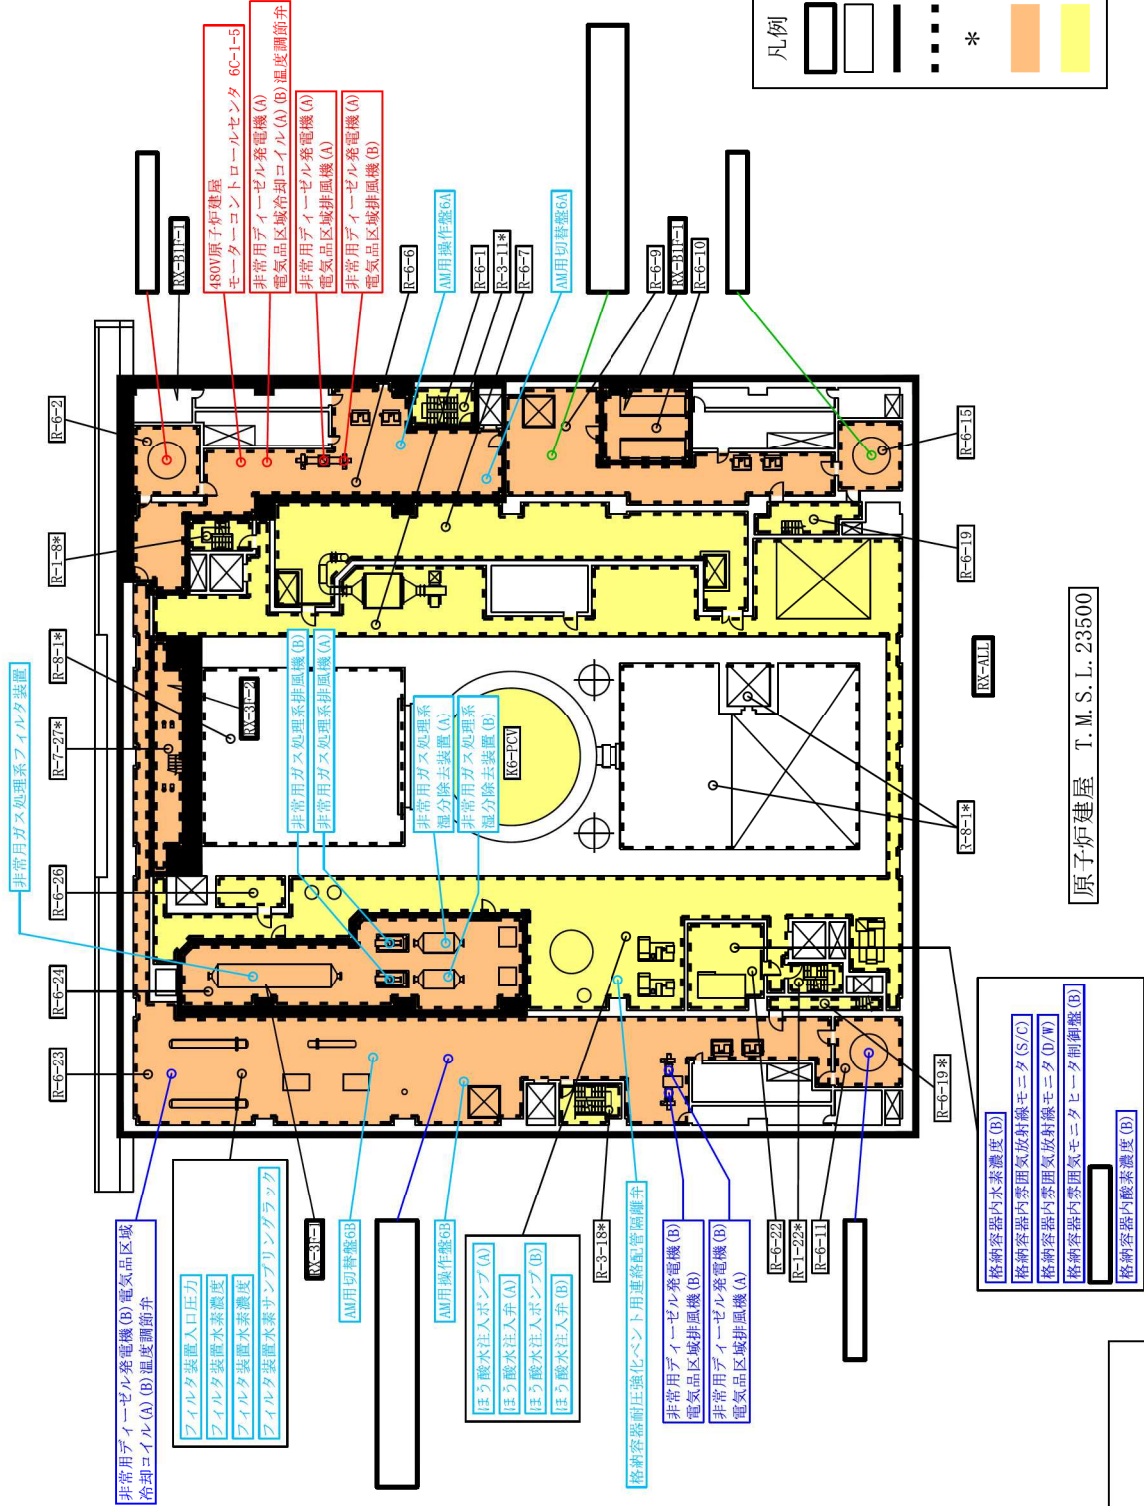 凡例
*
480V原子炉建屋
モーターコントロールセンタ 6C-1-5
非常用ディーゼル発電機(A)
電気品区域冷却コイル(A)(B)温度調節弁
非常用ディーゼル発電機(A)
電気品区域排風機(A)
非常用ディーゼル発電機(A)
電気品区域排風機(B)
RX-B1F-1
R-6-6
AM用操作盤6A
R-6-1
R-3-11*
R-6-7
AM用切替盤6A
R-6-9
RX-B1F-1
R-6-10
R-6-2
R-1-8*
R-8-1*
R-7-27*
非常用ガス処理系フィルタ装置
R-6-26
R-6-24
R-6-23
R-6-15
R-6-19
RX-ALL
R-8-1*
R-6-19*
RX-3F-2
非常用ガス処理系排風機(B)
非常用ガス処理系排風機(A)
非常用ガス処理系
湿分除去装置(A)
非常用ガス処理系
湿分除去装置(B)
K6-PCV
原子炉建屋 T.M.S.L.23500
非常用ディーゼル発電機(B)電気品区域
冷却コイル(A)(B)温度調節弁
フィルタ装置入口圧力
フィルタ装置水素濃度
フィルタ装置水素濃度
フィルタ装置水素サンプリングラック
RX-3F-1
AM用切替盤6B
AM用操作盤6B
ほう酸水注入ポンプ(A)
ほう酸水注入弁(A)
ほう酸水注入ポンプ(B)
ほう酸水注入弁(B)
R-3-18*
格納容器耐圧強化ベント用連絡配管隔離弁
非常用ディーゼル発電機(B)
電気品区域排風機(B)
非常用ディーゼル発電機(B)
電気品区域排風機(A)
R-6-22
R-1-22*
R-6-11
格納容器内水素濃度(B)
格納容器内雰囲気放射線モニタ(S/C)
格納容器内雰囲気放射線モニタ(D/W)
格納容器内雰囲気モニタヒータ制御盤(B)
格納容器内酸素濃度(B)